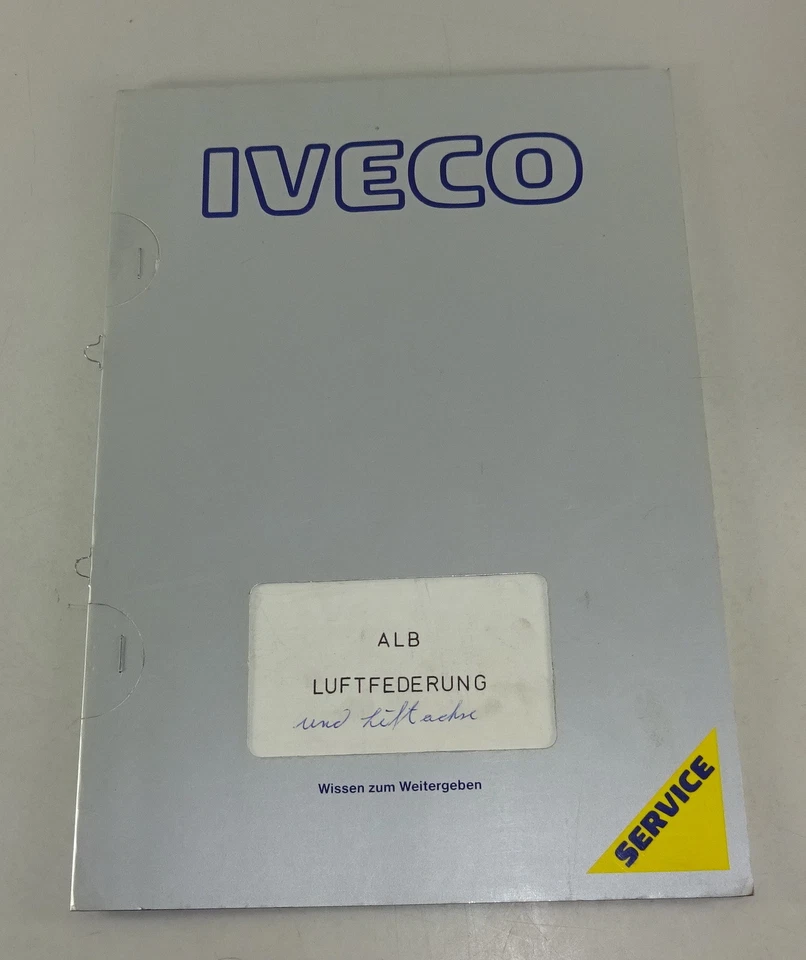 IVECO
ALB
LUFTFEDERUNG
und Liftachse
Wissen zum Weitergeben
SERVICE